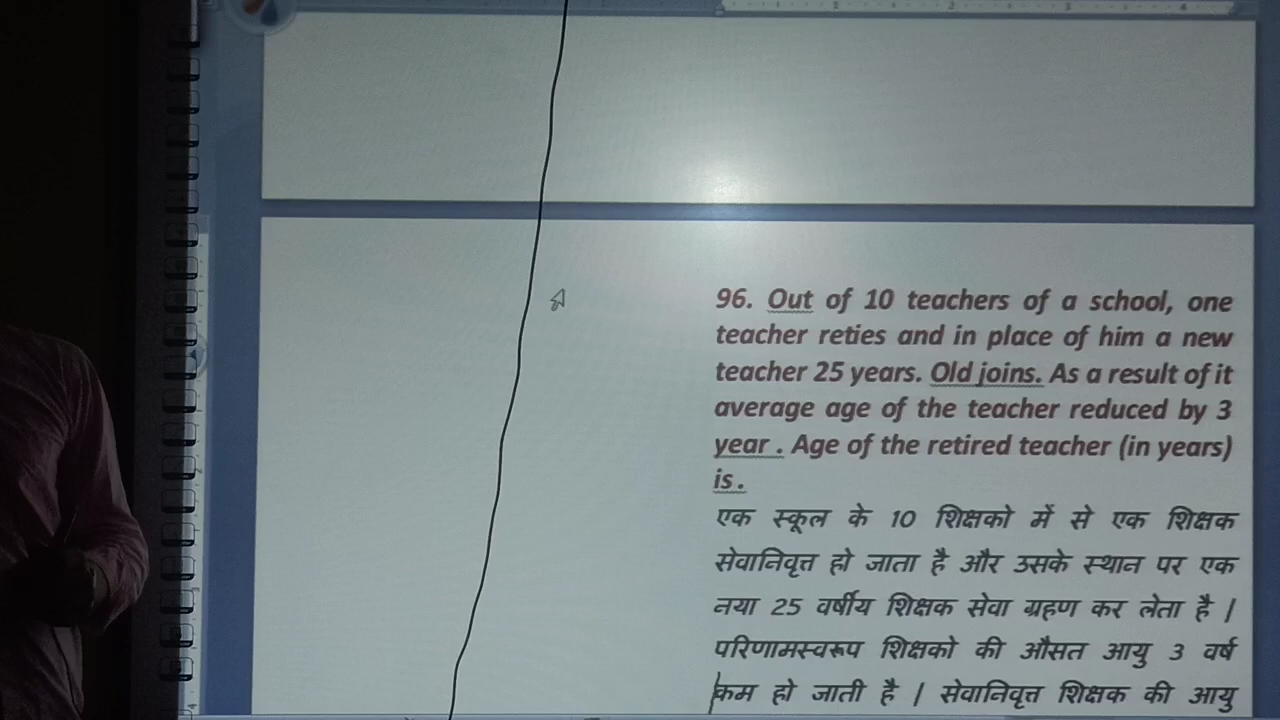 96. Out of 10 teachers of a school, one
teacher reties and in place of him a new
teacher 25 years. Old joins. As a result of it
average age of the teacher reduced by 3
year . Age of the retired teacher (in years)
is .
एक स्कूल के 10 शिक्षको में से एक शिक्षक
सेवानिवृत्त हो जाता है और उसके स्थान पर एक
नया 25 वर्षीय शिक्षक सेवा ग्रहण कर लेता है |
परिणामस्वरूप शिक्षको की औसत आयु 3 वर्ष
कम हो जाती है | सेवानिवृत्त शिक्षक की आयु